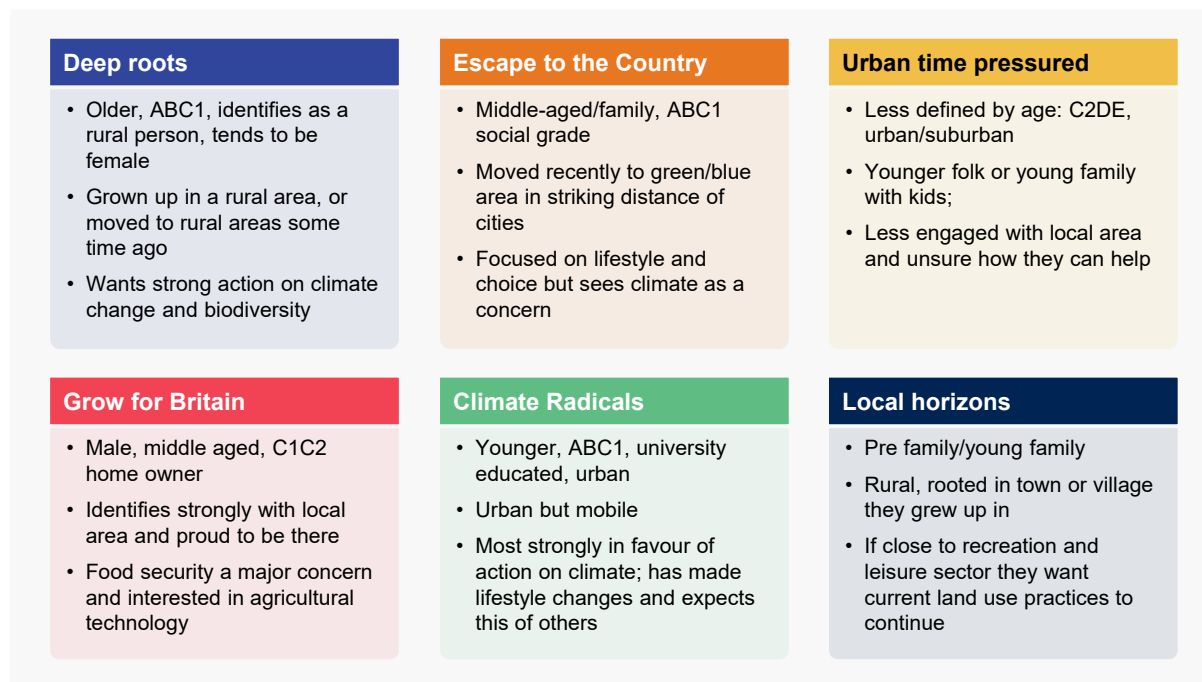 Deep roots
• Older, ABC1, identifies as a
rural person, tends to be
female
• Grown up in a rural area, or
moved to rural areas some
time ago
• Wants strong action on climate
change and biodiversity
Escape to the Country
• Middle-aged/family, ABC1
social grade
• Moved recently to green/blue
area in striking distance of
cities
• Focused on lifestyle and
choice but sees climate as a
concern
Urban time pressured
• Less defined by age: C2DE,
urban/suburban
• Younger folk or young family
with kids;
• Less engaged with local area
and unsure how they can help
Grow for Britain
• Male, middle aged, C1C2
home owner
• Identifies strongly with local
area and proud to be there
• Food security a major concern
and interested in agricultural
technology
Climate Radicals
• Younger, ABC1, university
educated, urban
• Urban but mobile
• Most strongly in favour of
action on climate; has made
lifestyle changes and expects
this of others
Local horizons
• Pre family/young family
• Rural, rooted in town or village
they grew up in
• If close to recreation and
leisure sector they want
current land use practices to
continue